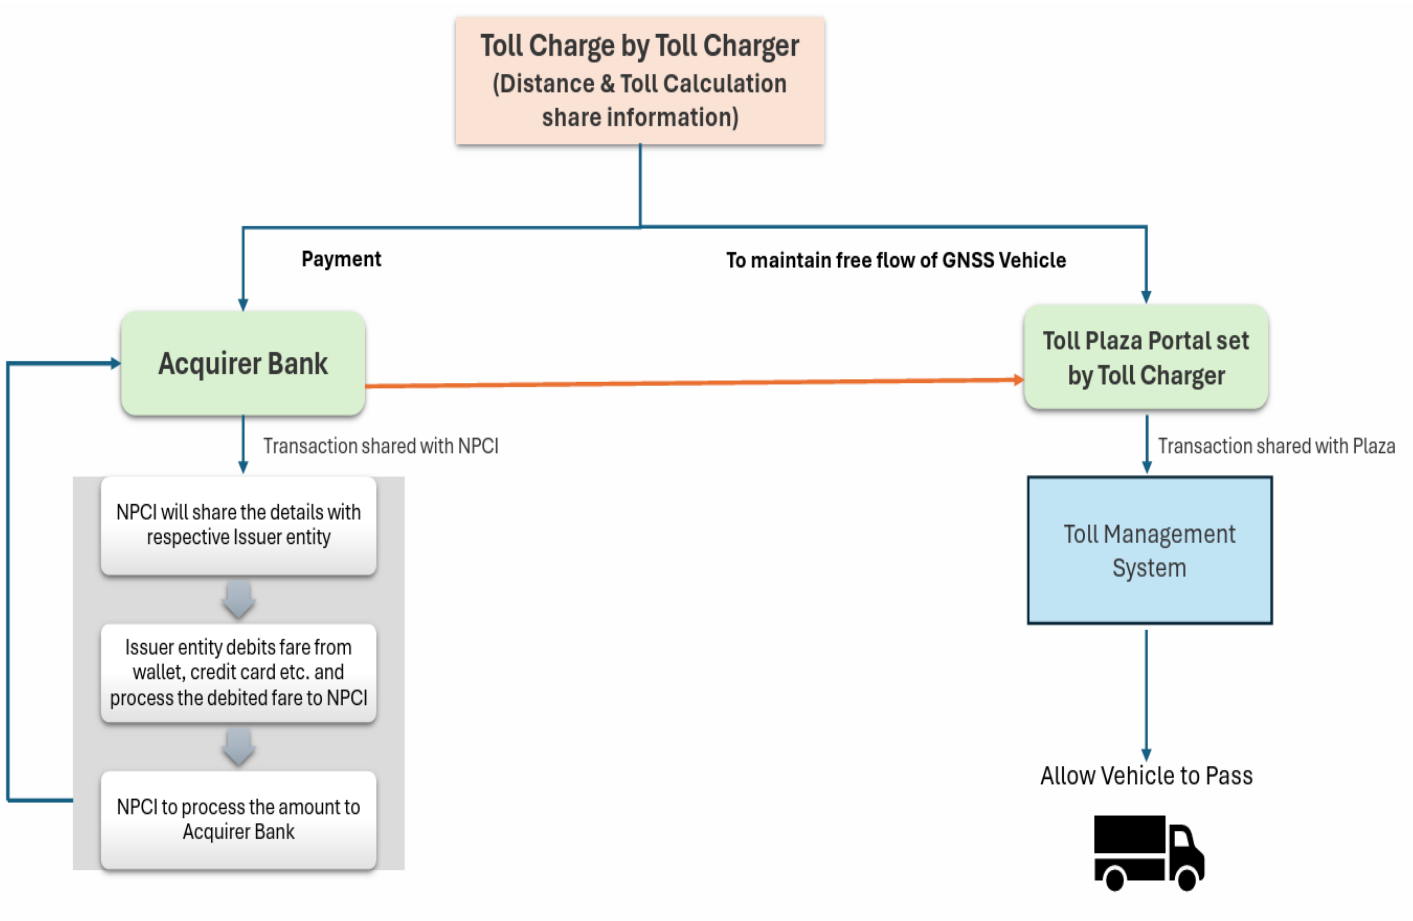 Toll Charge by Toll Charger
(Distance & Toll Calculation
share information)
Payment
To maintain free flow of GNSS Vehicle
Acquirer Bank
Toll Plaza Portal set
by Toll Charger
Transaction shared with NPCI
Transaction shared with Plaza
NPCI will share the details with
respective Issuer entity
Issuer entity debits fare from
wallet, credit card etc. and
process the debited fare to NPCI
NPCI to process the amount to
Acquirer Bank
Toll Management
System
Allow Vehicle to Pass